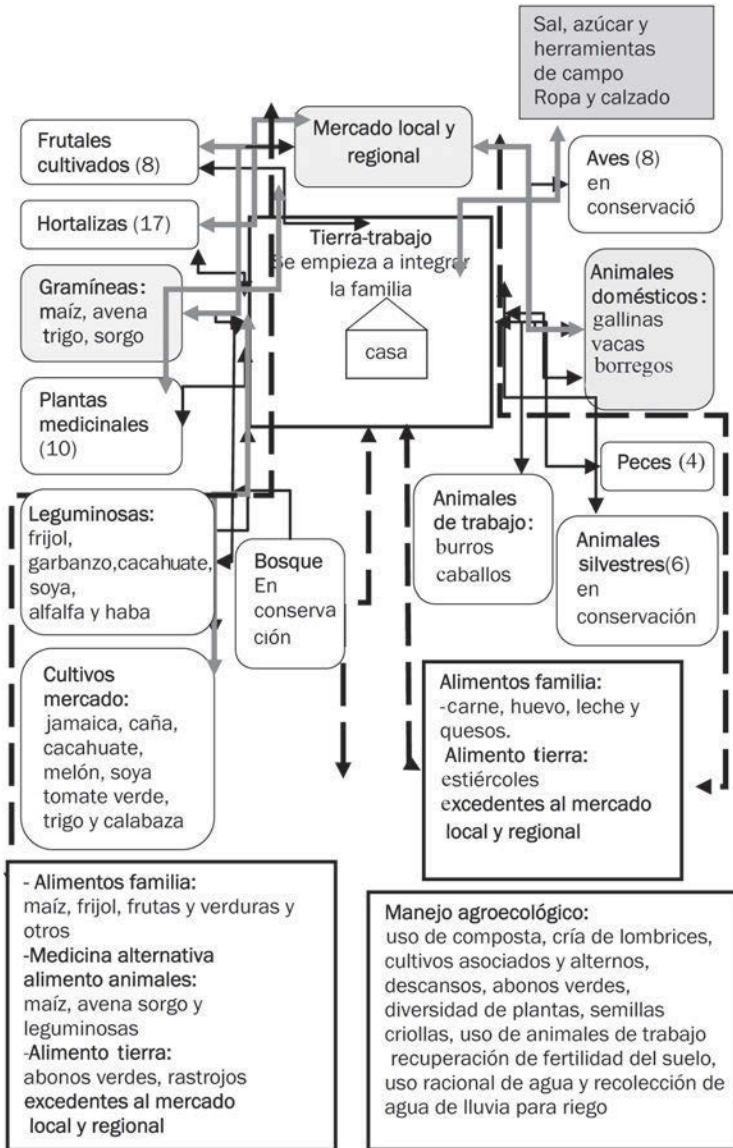 Sal, azúcar y
herramientas
de campo
Ropa y calzado
Mercado local y
regional
Frutales
cultivados (8)
Aves (8)
en
conservació
Hortalizas (17)
Tierra-trabajo
Se empieza a integrar
la familia
casa
Gramíneas:
maíz, avena
trigo, sorgo
Animales
domésticos:
gallinas
vacas
borregos
Plantas
medicinales
(10)
Peces (4)
Leguminosas:
frijol,
garbanzo,cacahuate,
soya,
alfalfa y haba
Bosque
En
conserva
ción
Animales
de trabajo:
burros
caballos
Animales
silvestres(6)
en
conservación
Cultivos
mercado:
jamaica, caña,
cacahuate,
melón, soya
tomate verde,
trigo y calabaza
Alimentos familia:
-carne, huevo, leche y
quesos.
Alimento tierra:
estiércoles
excedentes al mercado
local y regional
- Alimentos familia:
maíz, frijol, frutas y verduras y
otros
-Medicina alternativa
alimento animales:
maíz, avena sorgo y
leguminosas
-Alimento tierra:
abonos verdes, rastrojos
excedentes al mercado
local y regional
Manejo agroecológico:
uso de composta, cría de lombrices,
cultivos asociados y alternos,
descansos, abonos verdes,
diversidad de plantas, semillas
criollas, uso de animales de trabajo
recuperación de fertilidad del suelo,
uso racional de agua y recolección de
agua de lluvia para riego